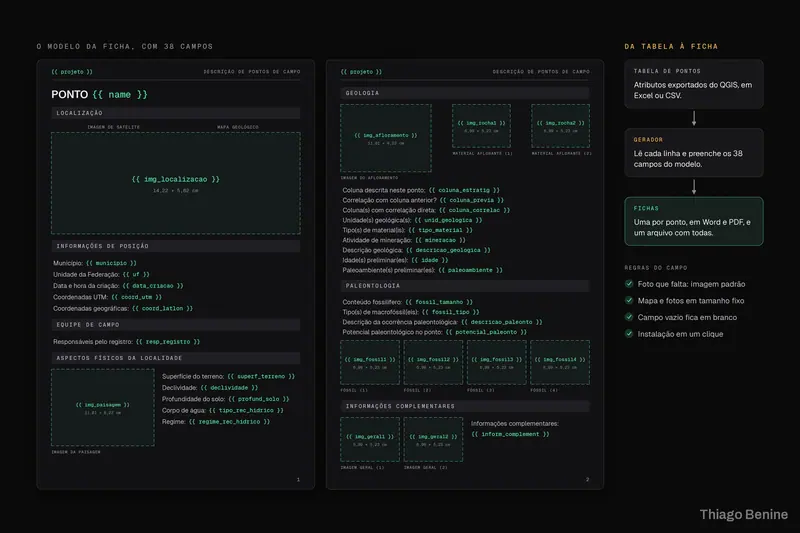 O MODELO DA FICHA, COM 38 CAMPOS
{{ projeto }}
DESCRIÇÃO DE PONTOS DE CAMPO
PONTO {{ name }}
LOCALIZAÇÃO
IMAGEM DE SATÉLITE
MAPA GEOLÓGICO
{{ img_localizacao }}
14,22 × 5,82 cm
INFORMAÇÕES DE POSIÇÃO
Município: {{ municipio }}
Unidade da Federação: {{ uf }}
Data e hora da criação: {{ data_criacao }}
Coordenadas UTM: {{ coord_utm }}
Coordenadas geográficas: {{ coord_latlon }}
EQUIPE DE CAMPO
Responsáveis pelo registro: {{ resp_registro }}
ASPECTOS FÍSICOS DA LOCALIDADE
{{ img_paisagem }}
Superfície do terreno: {{ superf_terreno }}
Declividade: {{ declividade }}
Profundidade do solo: {{ profund_solo }}
Corpo de água: {{ tipo_rec_hidrico }}
Regime: {{ regime_rec_hidrico }}
IMAGEM DA PAISAGEM
1
{{ projeto }}
DESCRIÇÃO DE PONTOS DE CAMPO
GEOLOGIA
{{ img_afloramento }}
{{ img_rocha1 }}
{{ img_rocha2 }}
MATERIAL AFLORANTE (1)
MATERIAL AFLORANTE (2)
IMAGEM DO AFLORAMENTO
Coluna descrita neste ponto: {{ coluna_estratig }}
Correlação com coluna anterior? {{ coluna_previa }}
Coluna(s) com correlação direta: {{ coluna_correlac }}
Unidade(s) geológica(s): {{ unid_geologica }}
Tipo(s) de material(is): {{ tipo_material }}
Atividade de mineração: {{ mineracao }}
Descrição geológica: {{ descricao_geologica }}
Idade(s) preliminar(es): {{ idade }}
Paleoambiente(s) preliminar(es): {{ paleoambiente }}
PALEONTOLOGIA
Conteúdo fossilífero: {{ fossil_tamanho }}
Tipo(s) de macrofóssil(eis): {{ fossil_tipo }}
Descrição da ocorrência paleontológica: {{ descricao_paleonto }}
Potencial paleontológico no ponto: {{ potencial_paleonto }}
{{ img_fossil1 }}
{{ img_fossil2 }}
{{ img_fossil3 }}
{{ img_fossil4 }}
FÓSSIL (1)
FÓSSIL (2)
FÓSSIL (3)
FÓSSIL (4)
INFORMAÇÕES COMPLEMENTARES
{{ img_geral1 }}
{{ img_geral2 }}
Informações complementares:
{{ inform_complement }}
IMAGEM GERAL (1)
IMAGEM GERAL (2)
2
DA TABELA À FICHA
TABELA DE PONTOS
Atributos exportados do QGIS, em
Excel ou CSV.
GERADOR
Lê cada linha e preenche os 38
campos do modelo.
FICHAS
Uma por ponto, em Word e PDF, e
um arquivo com todas.
REGRAS DO CAMPO
Foto que falta: imagem padrão
Mapa e fotos em tamanho fixo
Campo vazio fica em branco
Instalação em um clique
Thiago Benine